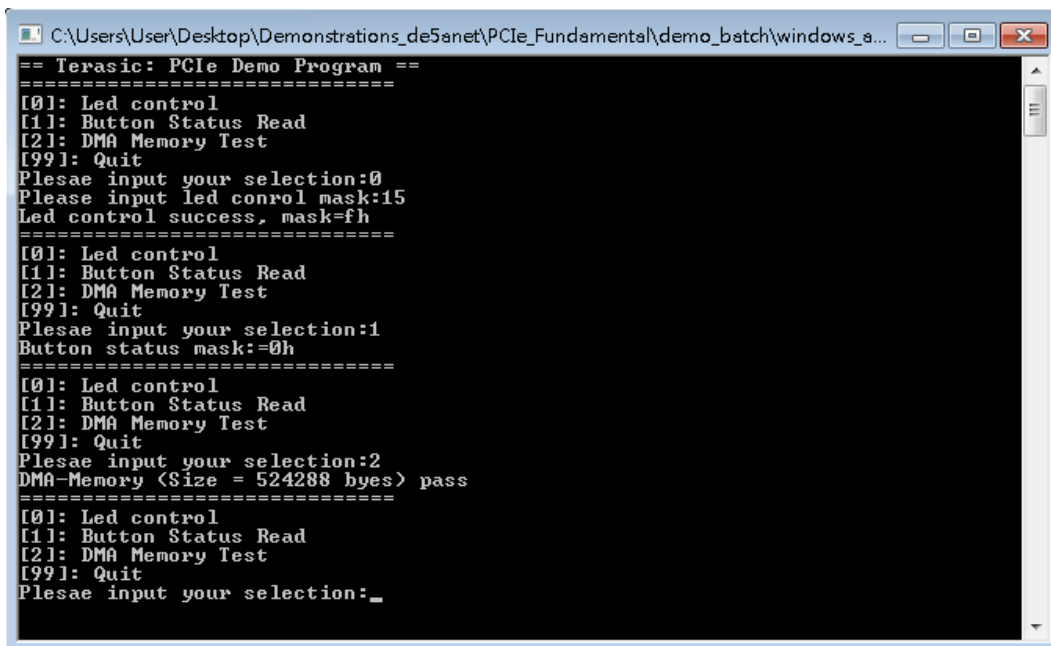 C:\Users\User\Desktop\Demonstrations_de5anet\PCIe_Fundamental\demo_batch\windows_a...
== Terasic: PCIe Demo Program ==
==============================
[0]: Led control
[1]: Button Status Read
[2]: DMA Memory Test
[99]: Quit
Plesae input your selection:0
Please input led conrol mask:15
Led control success, mask=fh
==============================
[0]: Led control
[1]: Button Status Read
[2]: DMA Memory Test
[99]: Quit
Plesae input your selection:1
Button status mask:=0h
==============================
[0]: Led control
[1]: Button Status Read
[2]: DMA Memory Test
[99]: Quit
Plesae input your selection:2
DMA-Memory (Size = 524288 byes) pass
==============================
[0]: Led control
[1]: Button Status Read
[2]: DMA Memory Test
[99]: Quit
Plesae input your selection:_